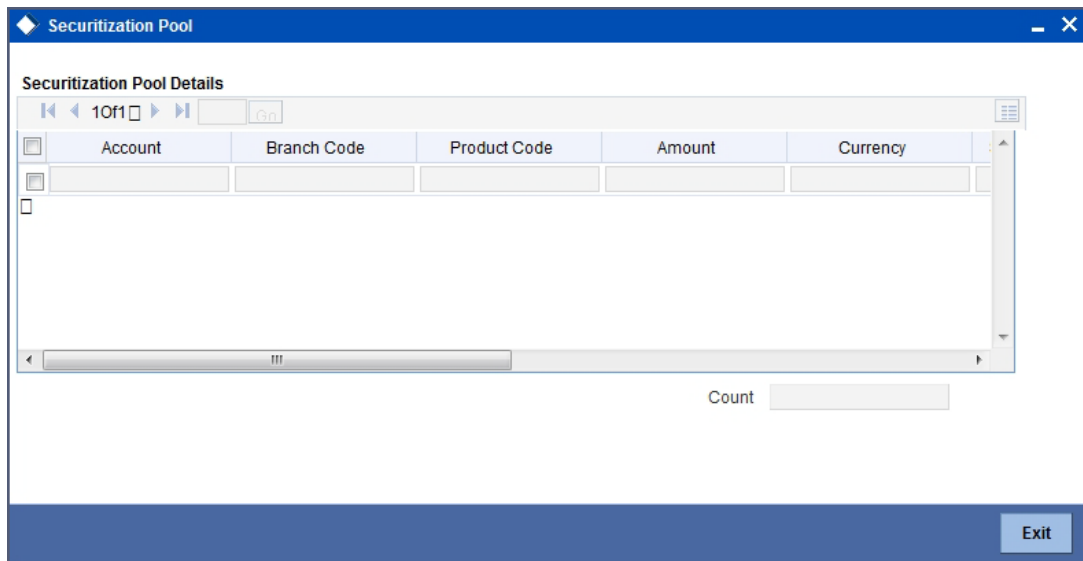 Securitization Pool
Securitization Pool Details
1Of1 Go
Account Branch Code Product Code Amount Currency
Count
Exit